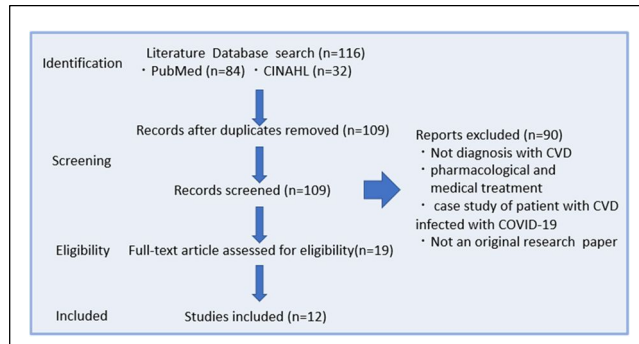 Identification
Literature Database search (n=116)
・PubMed(n=84) ・CINAHL(n=32)
Records after duplicates removed (n=109)
Screening
Records screened (n=109)
Reports excluded (n=90)
・Not diagnosis with CVD
・pharmacological and
medical treatment
・ case study of patient with CVD
infected with COVID-19
・Not an original research paper
Eligibility
Full-text article assessed for eligibility(n=19)
Included
Studies included (n=12)